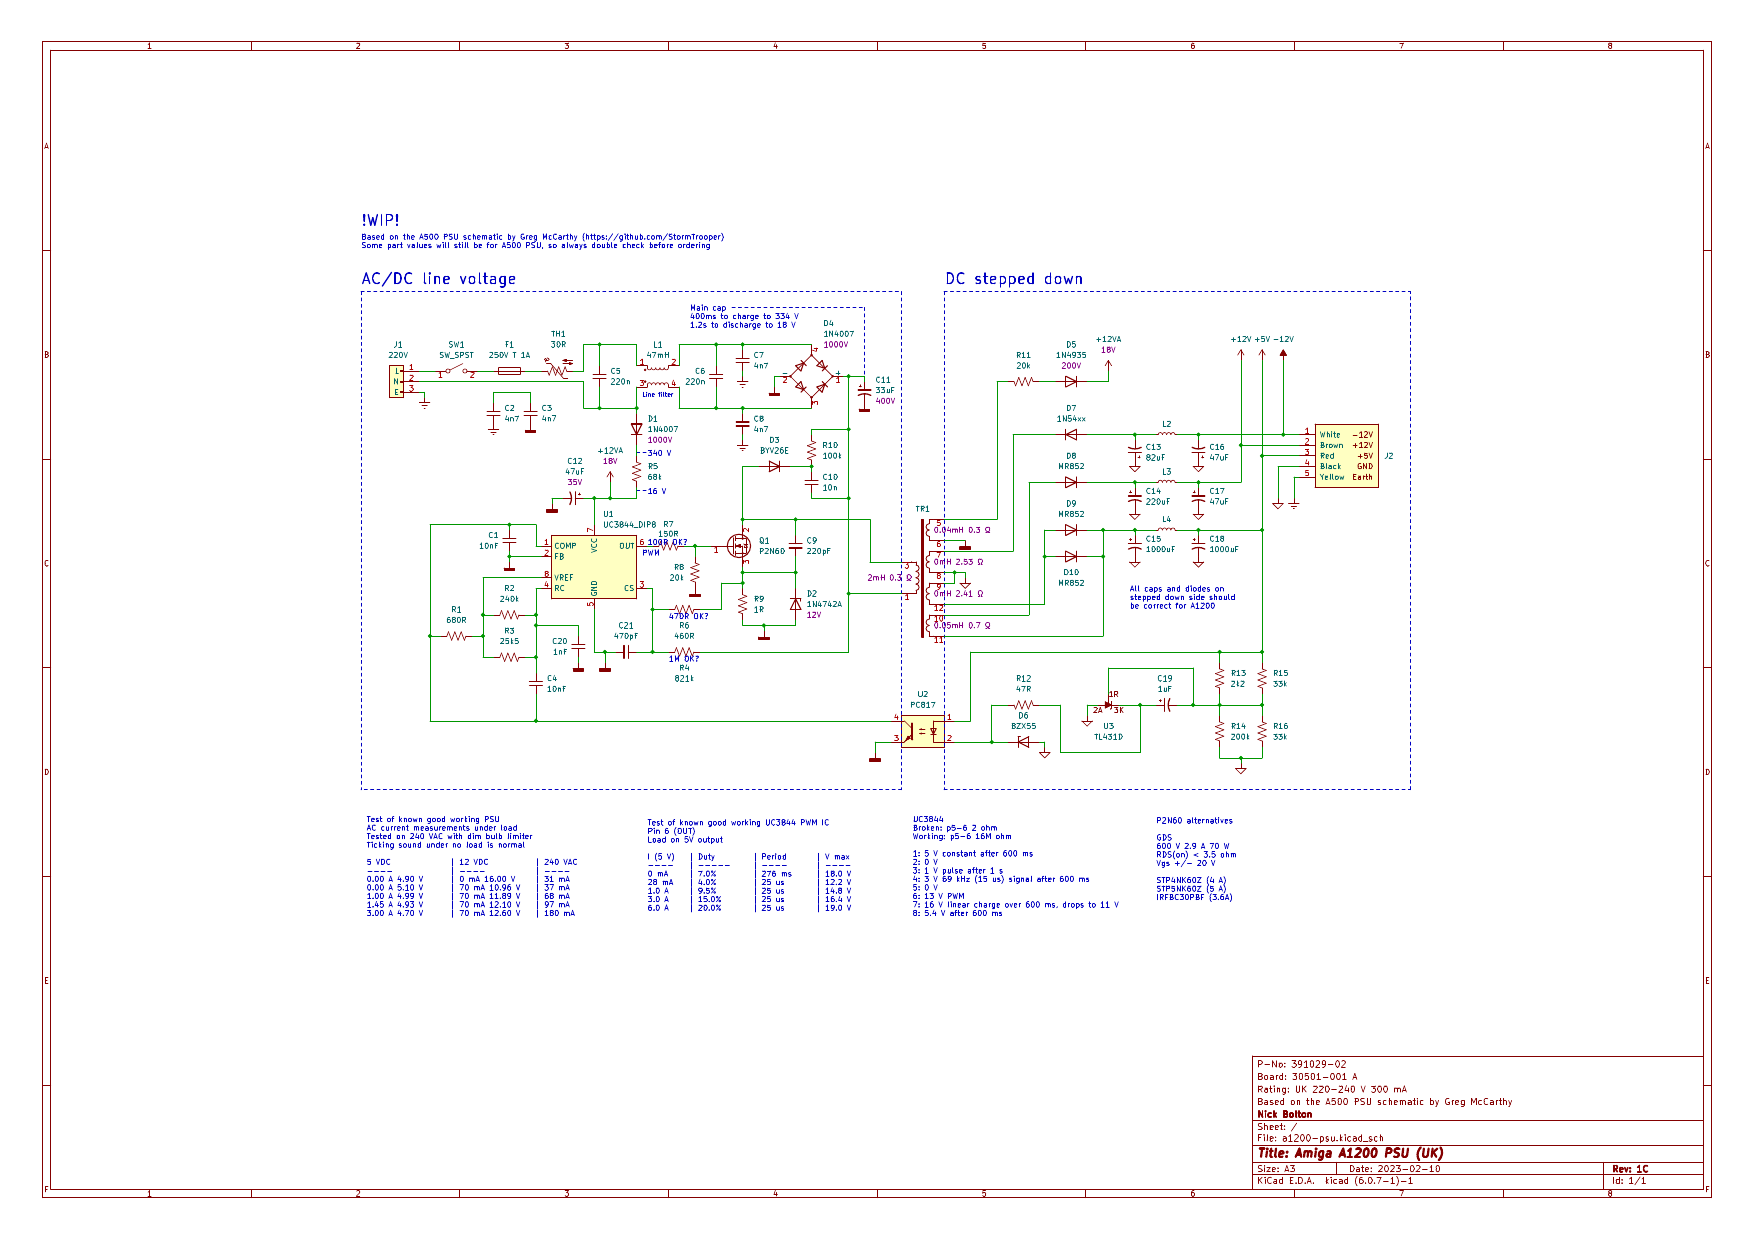 !WIP!
Based on the A500 PSU schematic by Greg McCarthy (https://github.com/StormTrooper)
Some part values will still be for A500 PSU, so always double check before ordering
AC/DC line voltage
DC stepped down
Main cap
400ms to charge to 334 V
1.2s to discharge to 18 V
J1
220V
L 1
N 2
E 3
SW1
SW_SPST
1 2
F1
250V T 1A
TH1
30R
C2
4n7
C3
4n7
C5
220n
L1
47mH
1 2
3 4
Line filter
C6
220n
C7
4n7
C8
4n7
D4
1N4007
1000V
C11
33uF
400V
D1
1N4007
1000V
~340 V
R5
68k
~16 V
+12VA
18V
C12
47uF
35V
D3
BYV26E
R10
100k
C10
10n
U1
UC3844_DIP8
COMP
FB
VREF
RC
VCC
GND
OUT
CS
C1
10nF
R7
150R
100R OK?
PWM
R8
20k
Q1
P2N60
C9
220pF
R9
1R
D2
1N4742A
12V
R1
680R
R2
240k
R3
25k5
C20
1nF
C21
470pF
470R OK?
R6
460R
1M OK?
R4
821k
C4
10nF
TR1
2mH 0.3 Ω
0.04mH 0.3 Ω
0mH 2.53 Ω
0mH 2.41 Ω
0.05mH 0.7 Ω
U2
PC817
R11
20k
D5
1N4935
200V
+12VA
18V
D7
1N54xx
D8
MR852
D9
MR852
D10
MR852
L2
L3
L4
C13
82uF
C16
47uF
C14
220uF
C17
47uF
C15
1000uF
C18
1000uF
+12V +5V -12V
1 White -12V
2 Brown +12V
3 Red +5V
4 Black GND
5 Yellow Earth
J2
All caps and diodes on
stepped down side should
be correct for A1200
R12
47R
D6
BZX55
1R
2A 3K
U3
TL431D
C19
1uF
R13
2k2
R15
33k
R14
200k
R16
33k
Test of known good working PSU
AC current measurements under load
Tested on 240 VAC with dim bulb limiter
Ticking sound under no load is normal
5 VDC | 12 VDC | 240 VAC
0.00 A 4.90 V | 0 mA 16.00 V | 31 mA
0.00 A 5.10 V | 70 mA 10.96 V | 37 mA
1.00 A 4.99 V | 70 mA 11.89 V | 68 mA
1.45 A 4.93 V | 70 mA 12.10 V | 97 mA
3.00 A 4.70 V | 70 mA 12.60 V | 180 mA
Test of known good working UC3844 PWM IC
Pin 6 (OUT)
Load on 5V output
I (5 V) | Duty | Period | V max
0 mA | 7.0% | 276 ms | 18.0 V
28 mA | 4.0% | 25 us | 12.2 V
1.0 A | 9.5% | 25 us | 14.8 V
3.0 A | 15.0% | 25 us | 16.4 V
6.0 A | 20.0% | 25 us | 19.0 V
UC3844
Broken: p5-6 2 ohm
Working: p5-6 16M ohm
1: 5 V constant after 600 ms
2: 0 V
3: 1 V pulse after 1 s
4: 3 V 69 kHz (15 us) signal after 600 ms
5: 0 V
6: 13 V PWM
7: 16 V linear charge over 600 ms, drops to 11 V
8: 5.4 V after 600 ms
P2N60 alternatives
GDS
600 V 2.9 A 70 W
RDS(on) < 3.5 ohm
Vgs +/- 20 V
STP4NK60Z (4 A)
STP5NK60Z (5 A)
IRFBC30PBF (3.6A)
P-No: 391029-02
Board: 30501-001 A
Rating: UK 220-240 V 300 mA
Based on the A500 PSU schematic by Greg McCarthy
Nick Bolton
Sheet: /
File: a1200-psu.kicad_sch
Title: Amiga A1200 PSU (UK)
Size: A3 Date: 2023-02-10 Rev: 1C
KiCad E.D.A. kicad (6.0.7-1)-1 Id: 1/1